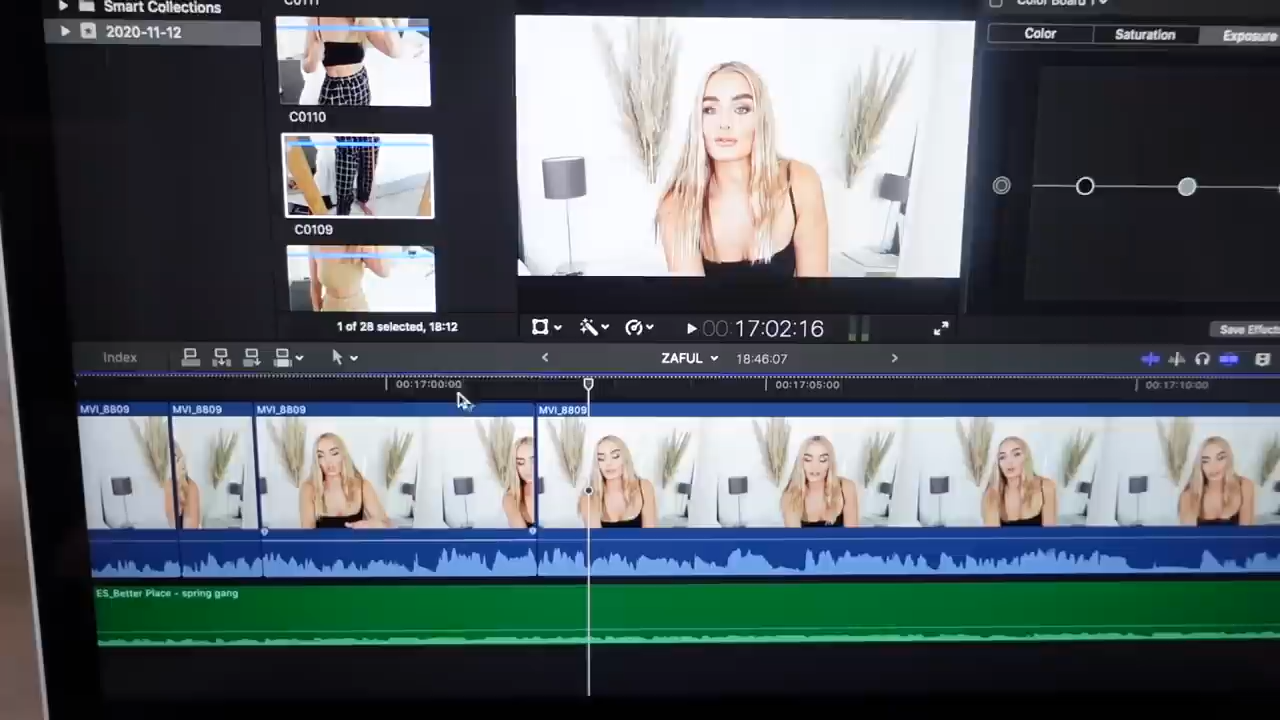 Smart Collections
2020-11-12
C0111
C0110
C0109
1 of 28 selected, 18:12
00:17:02:16
Color Board 1
Color
Saturation
Exposure
Save Effects
Index
ZAFUL
18:46:07
00:17:00:00
00:17:05:00
00:17:10:00
MVI_8809
MVI_8809
MVI_8809
MVI_8809
ES_Better Place - spring gang